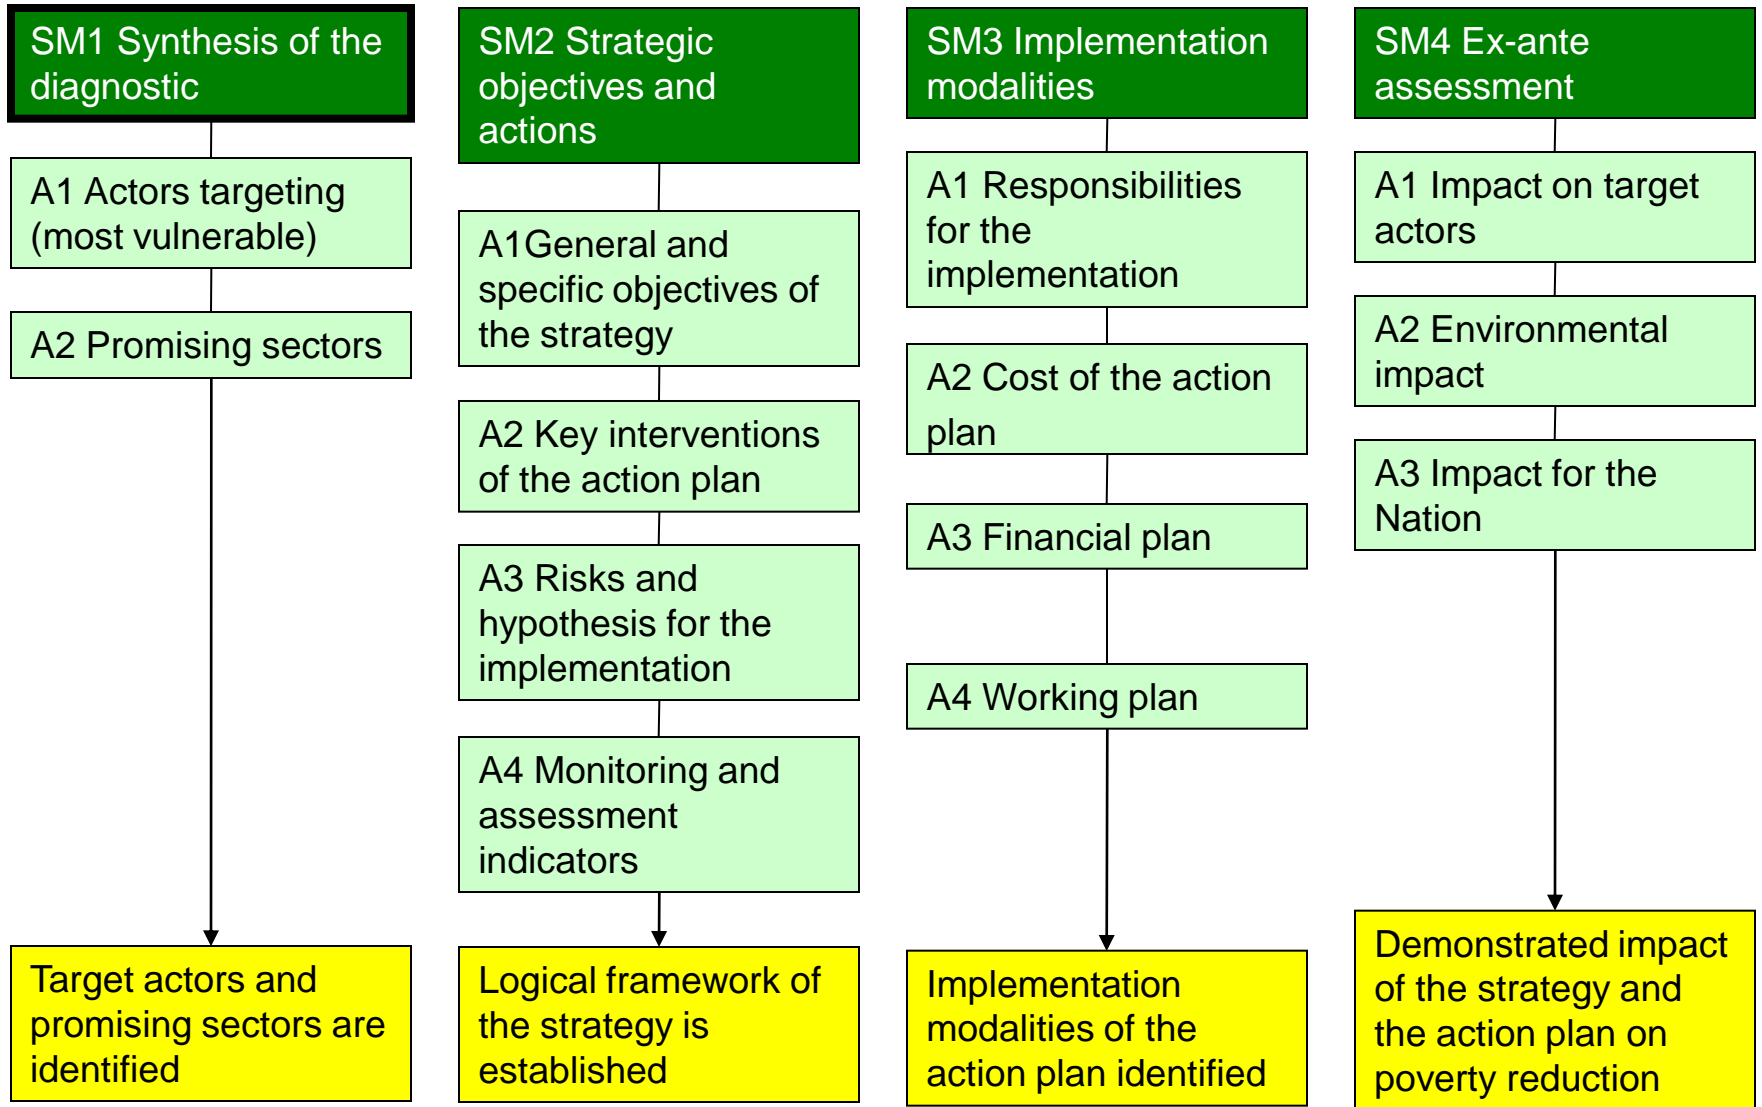 SM1 Synthesis of the
diagnostic
A1 Actors targeting
(most vulnerable)
A2 Promising sectors
Target actors and
promising sectors are
identified
SM2 Strategic
objectives and
actions
A1General and
specific objectives of
the strategy
A2 Key interventions
of the action plan
A3 Risks and
hypothesis for the
implementation
A4 Monitoring and
assessment
indicators
Logical framework of
the strategy is
established
SM3 Implementation
modalities
A1 Responsibilities
for the
implementation
A2 Cost of the action
plan
A3 Financial plan
A4 Working plan
Implementation
modalities of the
action plan identified
SM4 Ex-ante
assessment
A1 Impact on target
actors
A2 Environmental
impact
A3 Impact for the
Nation
Demonstrated impact
of the strategy and
the action plan on
poverty reduction